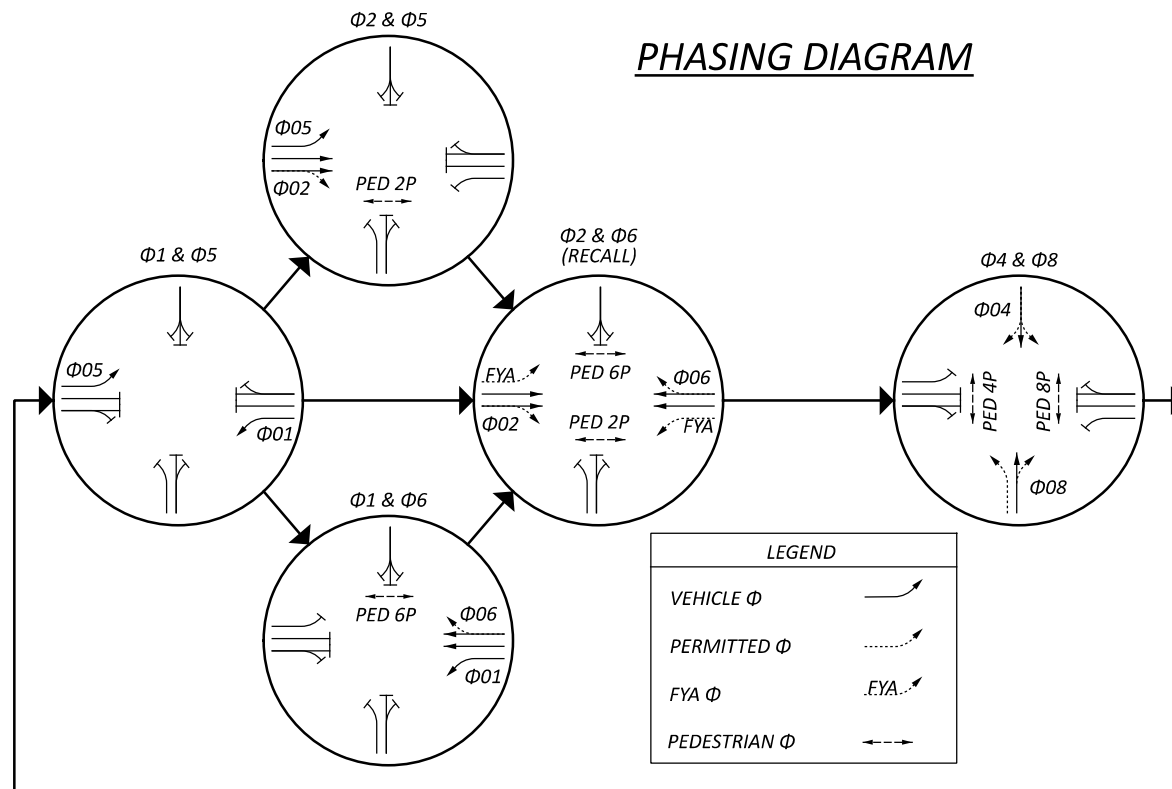 PHASING DIAGRAM
Φ2 & Φ5
Φ05
Φ02
PED 2P
Φ1 & Φ5
Φ05
Φ01
Φ2 & Φ6
(RECALL)
FYA
Φ02
PED 6P
PED 2P
Φ06
FYA
Φ4 & Φ8
Φ04
PED 4P
PED 8P
Φ08
Φ1 & Φ6
PED 6P
Φ06
Φ01
LEGEND
VEHICLE Φ
PERMITTED Φ
FYA Φ
FYA
PEDESTRIAN Φ